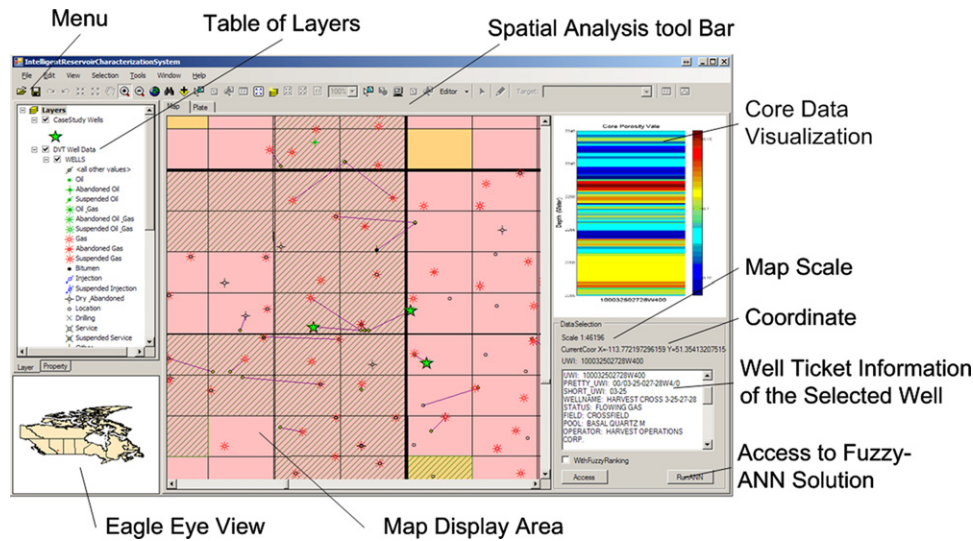 Menu
Table of Layers
Spatial Analysis tool Bar
IntelligentReservoirCharacterizationSystem
File Edit View Selection Tools Window Help
100% Editor Target:
Layers
CaseStudy Wells
DVT Well Data
WELLS
<all other values>
Oil
Abandoned Oil
Suspended Oil
Oil_Gas
Abandoned Oil_Gas
Suspended Oil_Gas
Gas
Abandoned Gas
Suspended Gas
Bitumen
Injection
Suspended Injection
Dry_Abandoned
Location
Drilling
Service
Suspended Service
Other
Layer Property
Map Plate
Core Porosity Vale
Depth (Meter)
100032502728W400
DataSelection
Scale 1:46196
CurrentCoor X=-113.772197296159 Y=51.35413207515
UWI: 100032502728W400
UWI: 100032502728W400
PRETTY_UWI: 00/03-25-027-28W4/0
SHORT_UWI: 03-25
WELLNAME: HARVEST CROSS 3-25-27-28
STATUS: FLOWING GAS
FIELD: CROSSFIELD
POOL: BASAL QUARTZ M
OPERATOR: HARVEST OPERATIONS
CORP.
WithFuzzyRanking
Access RunANN
Core Data
Visualization
Map Scale
Coordinate
Well Ticket Information
of the Selected Well
Access to Fuzzy-
ANN Solution
Eagle Eye View
Map Display Area